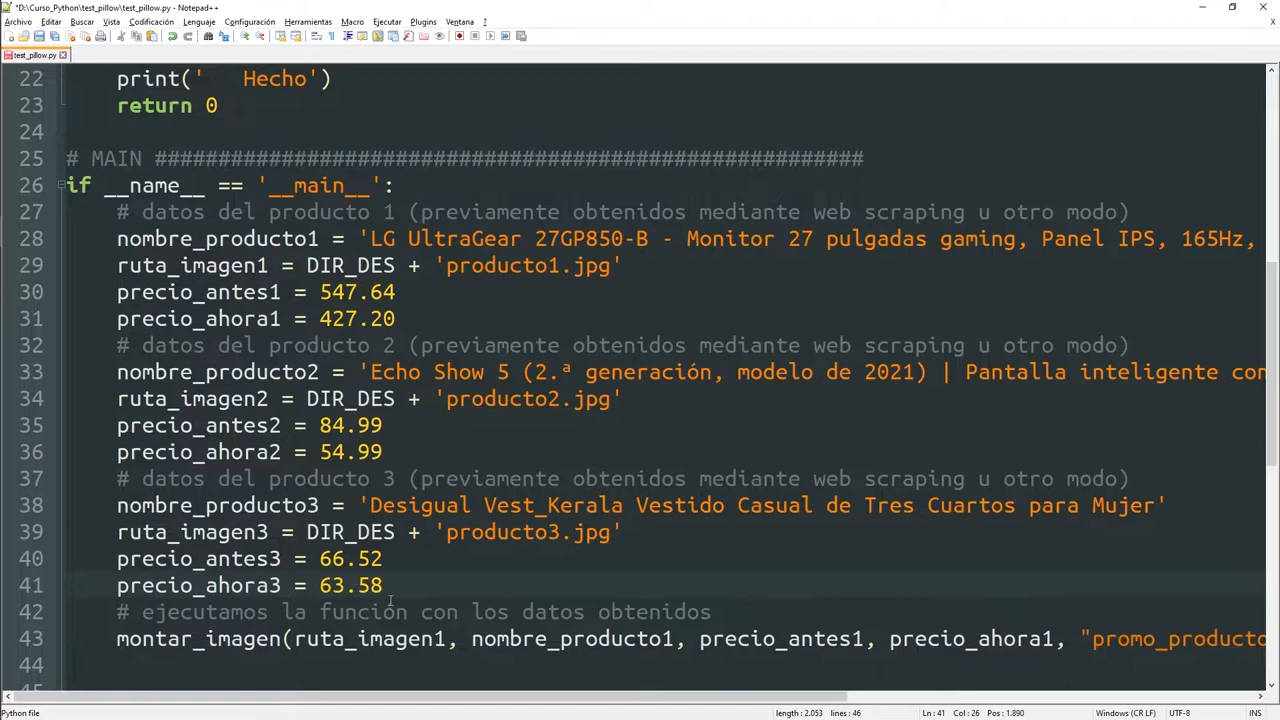 *D:\Curso_Python\test_pillow\test_pillow.py - Notepad++
Archivo Editar Buscar Vista Codificación Lenguaje Configuración Herramientas Macro Ejecutar Plugins Ventana ?
test_pillow.py
22 print('   Hecho')
23 return 0
24
25 # MAIN ########################################################
26 if __name__ == '__main__':
27 # datos del producto 1 (previamente obtenidos mediante web scraping u otro modo)
28 nombre_producto1 = 'LG UltraGear 27GP850-B - Monitor 27 pulgadas gaming, Panel IPS, 165Hz,
29 ruta_imagen1 = DIR_DES + 'producto1.jpg'
30 precio_antes1 = 547.64
31 precio_ahora1 = 427.20
32 # datos del producto 2 (previamente obtenidos mediante web scraping u otro modo)
33 nombre_producto2 = 'Echo Show 5 (2.ª generación, modelo de 2021) | Pantalla inteligente con
34 ruta_imagen2 = DIR_DES + 'producto2.jpg'
35 precio_antes2 = 84.99
36 precio_ahora2 = 54.99
37 # datos del producto 3 (previamente obtenidos mediante web scraping u otro modo)
38 nombre_producto3 = 'Desigual Vest_Kerala Vestido Casual de Tres Cuartos para Mujer'
39 ruta_imagen3 = DIR_DES + 'producto3.jpg'
40 precio_antes3 = 66.52
41 precio_ahora3 = 63.58
42 # ejecutamos la función con los datos obtenidos
43 montar_imagen(ruta_imagen1, nombre_producto1, precio_antes1, precio_ahora1, "promo_producto
44
Python file length : 2.053 lines : 46 Ln : 41 Col : 26 Pos : 1.890 Windows (CR LF) UTF-8 INS